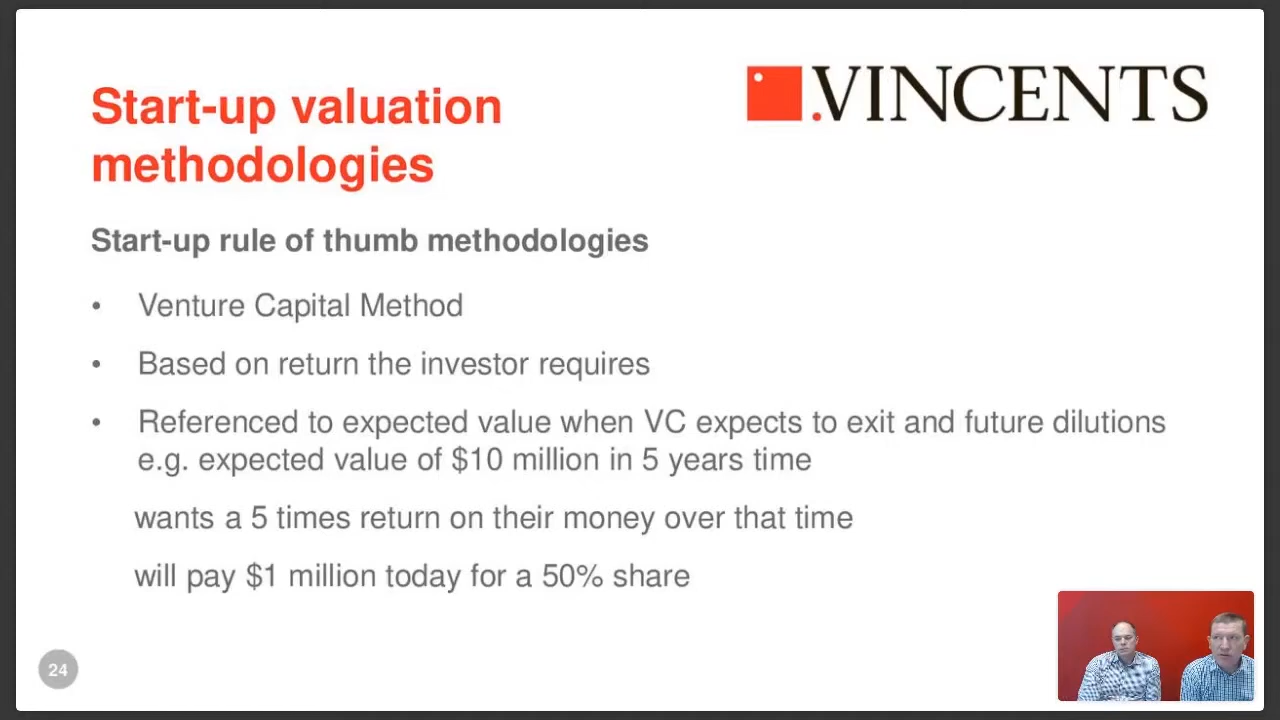 .VINCENTS
Start-up valuation
methodologies
Start-up rule of thumb methodologies
• Venture Capital Method
• Based on return the investor requires
• Referenced to expected value when VC expects to exit and future dilutions
e.g. expected value of $10 million in 5 years time
wants a 5 times return on their money over that time
will pay $1 million today for a 50% share
24